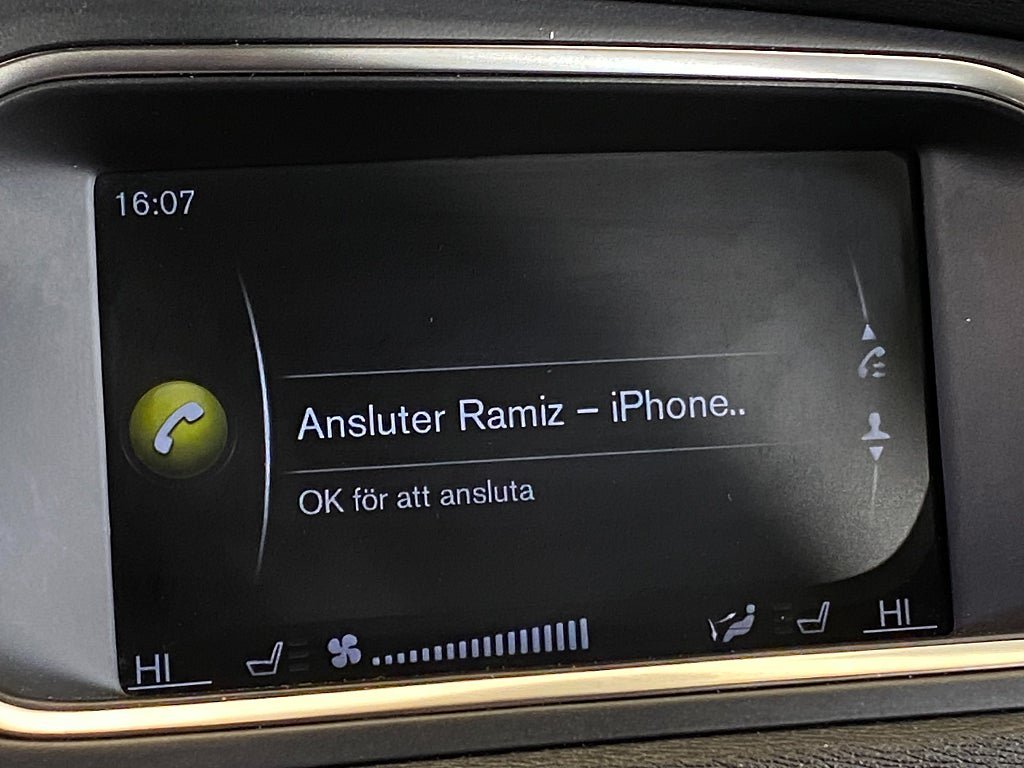 16:07
Ansluter Ramiz – iPhone..
OK för att ansluta
HI
HI